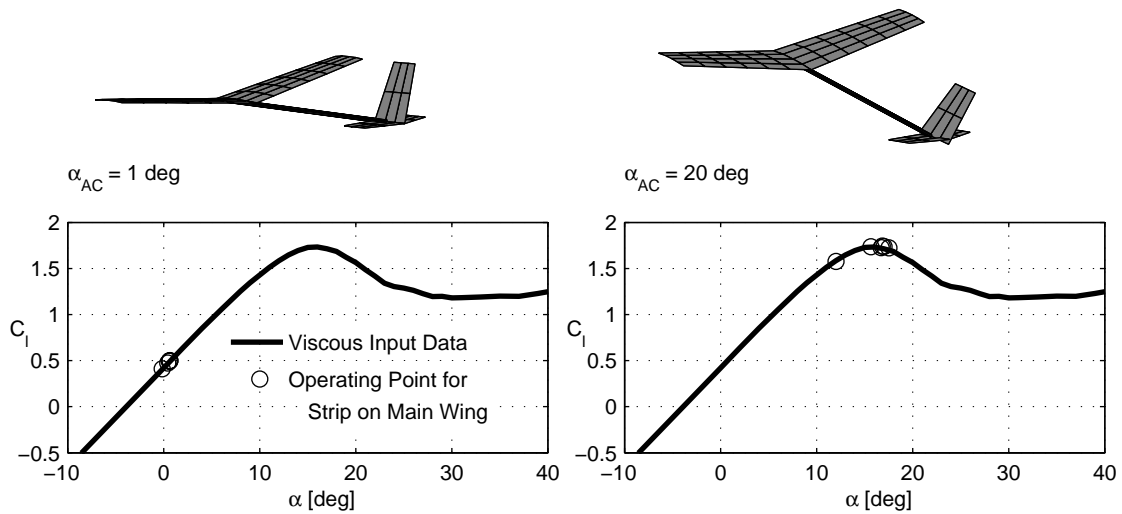 α_AC = 1 deg
α_AC = 20 deg
2
1.5
1
0.5
0
−0.5
C_l
−10
0
10
20
30
40
α [deg]
Viscous Input Data
Operating Point for
Strip on Main Wing
2
1.5
1
0.5
0
−0.5
C_l
−10
0
10
20
30
40
α [deg]